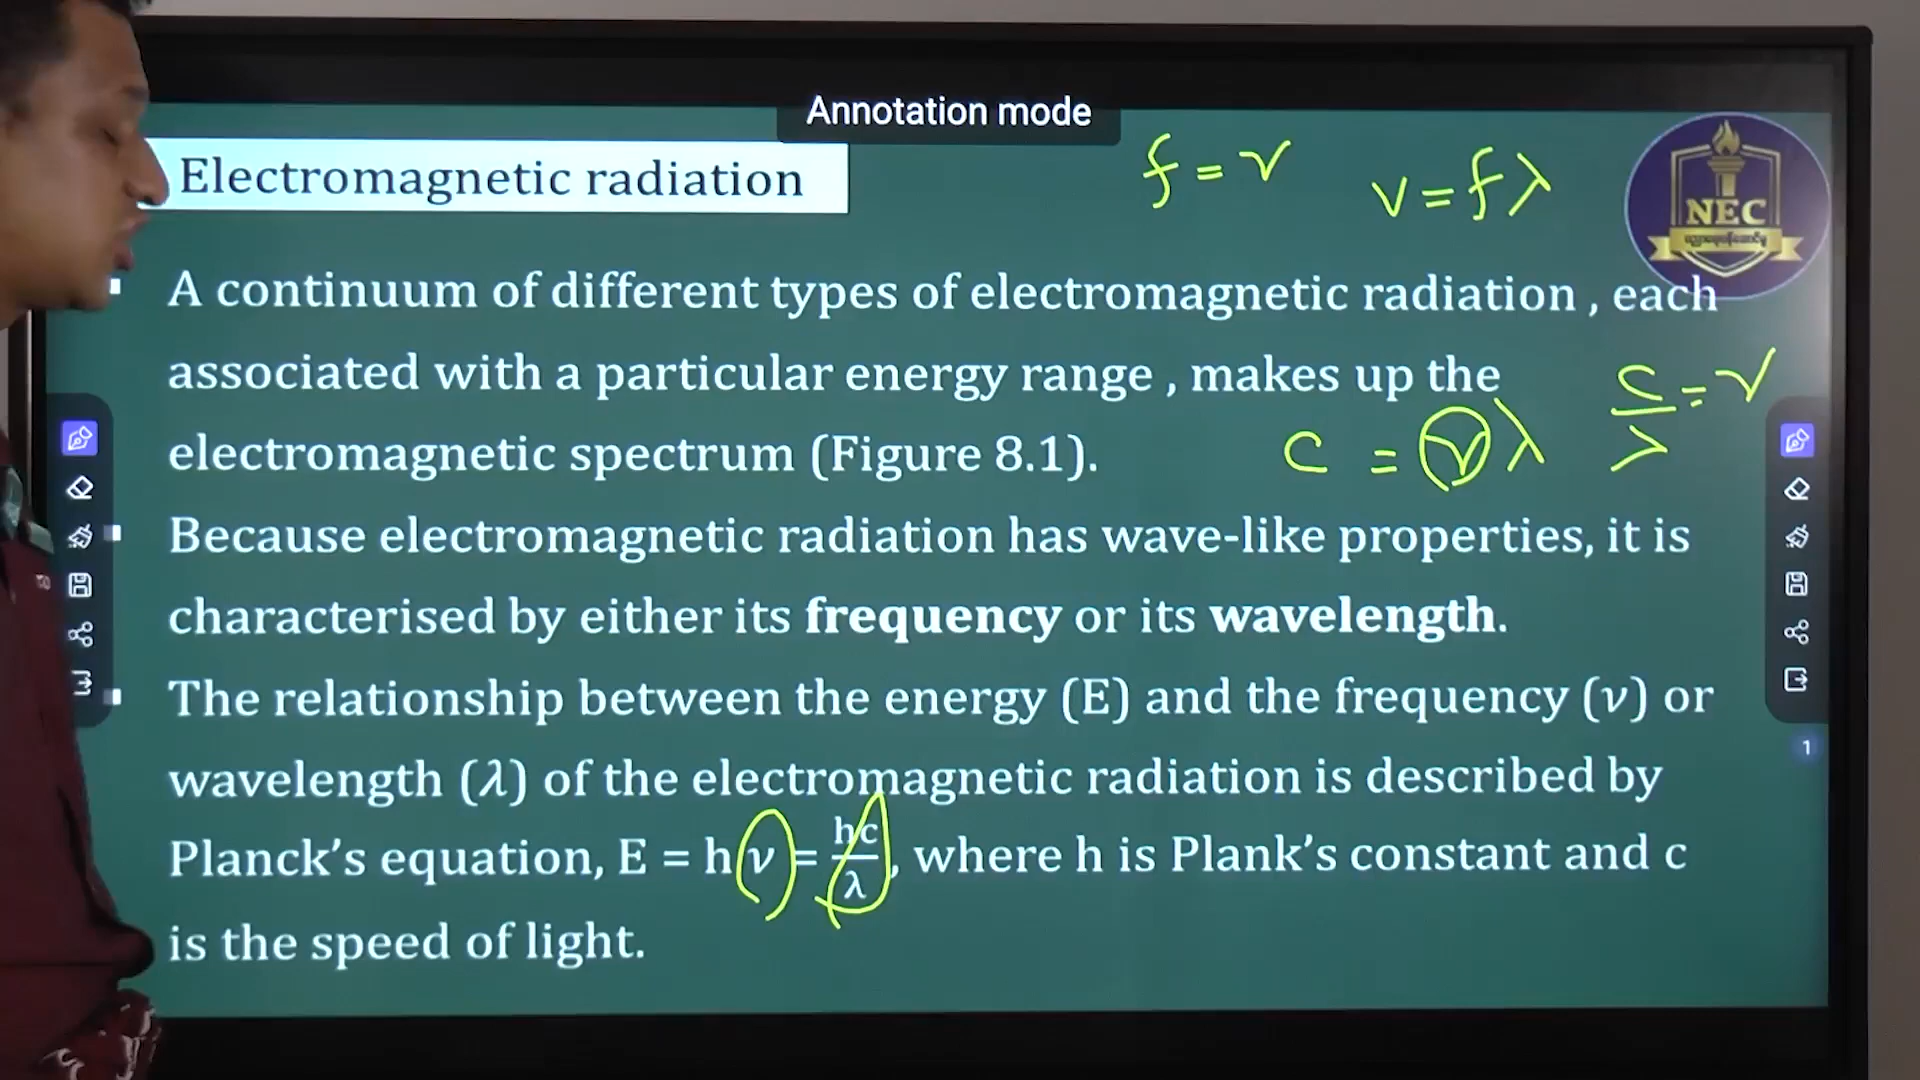 Annotation mode
Electromagnetic radiation
f = ν
v = fλ
NEC
A continuum of different types of electromagnetic radiation , each
associated with a particular energy range , makes up the
c/λ = ν
electromagnetic spectrum (Figure 8.1).
c = νλ
Because electromagnetic radiation has wave-like properties, it is
characterised by either its frequency or its wavelength.
The relationship between the energy (E) and the frequency (ν) or
wavelength (λ) of the electromagnetic radiation is described by
Planck’s equation, E = hν = hc/λ, where h is Plank’s constant and c
is the speed of light.
1